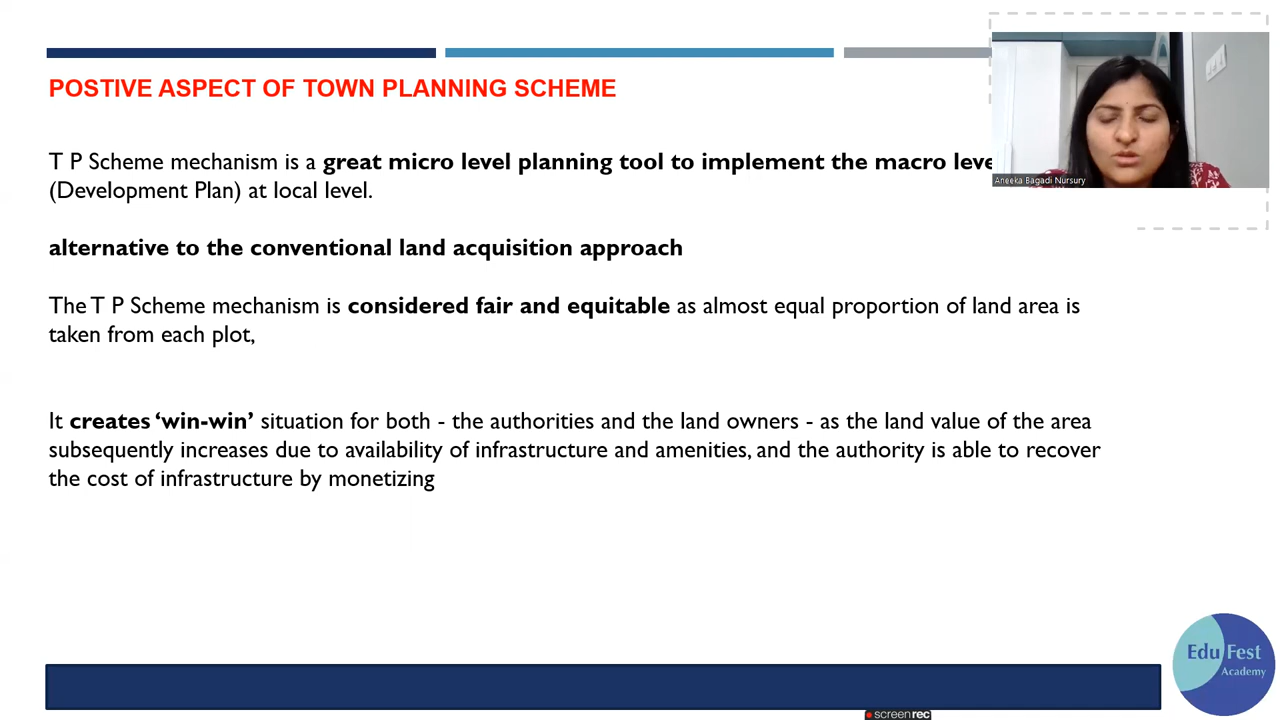 POSTIVE ASPECT OF TOWN PLANNING SCHEME
T P Scheme mechanism is a great micro level planning tool to implement the macro leve
Aneeka Bagadi Nursury
(Development Plan) at local level.
alternative to the conventional land acquisition approach
The T P Scheme mechanism is considered fair and equitable as almost equal proportion of land area is
taken from each plot,
It creates ‘win-win’ situation for both - the authorities and the land owners - as the land value of the area
subsequently increases due to availability of infrastructure and amenities, and the authority is able to recover
the cost of infrastructure by monetizing
Edu Fest
Academy
screenrec